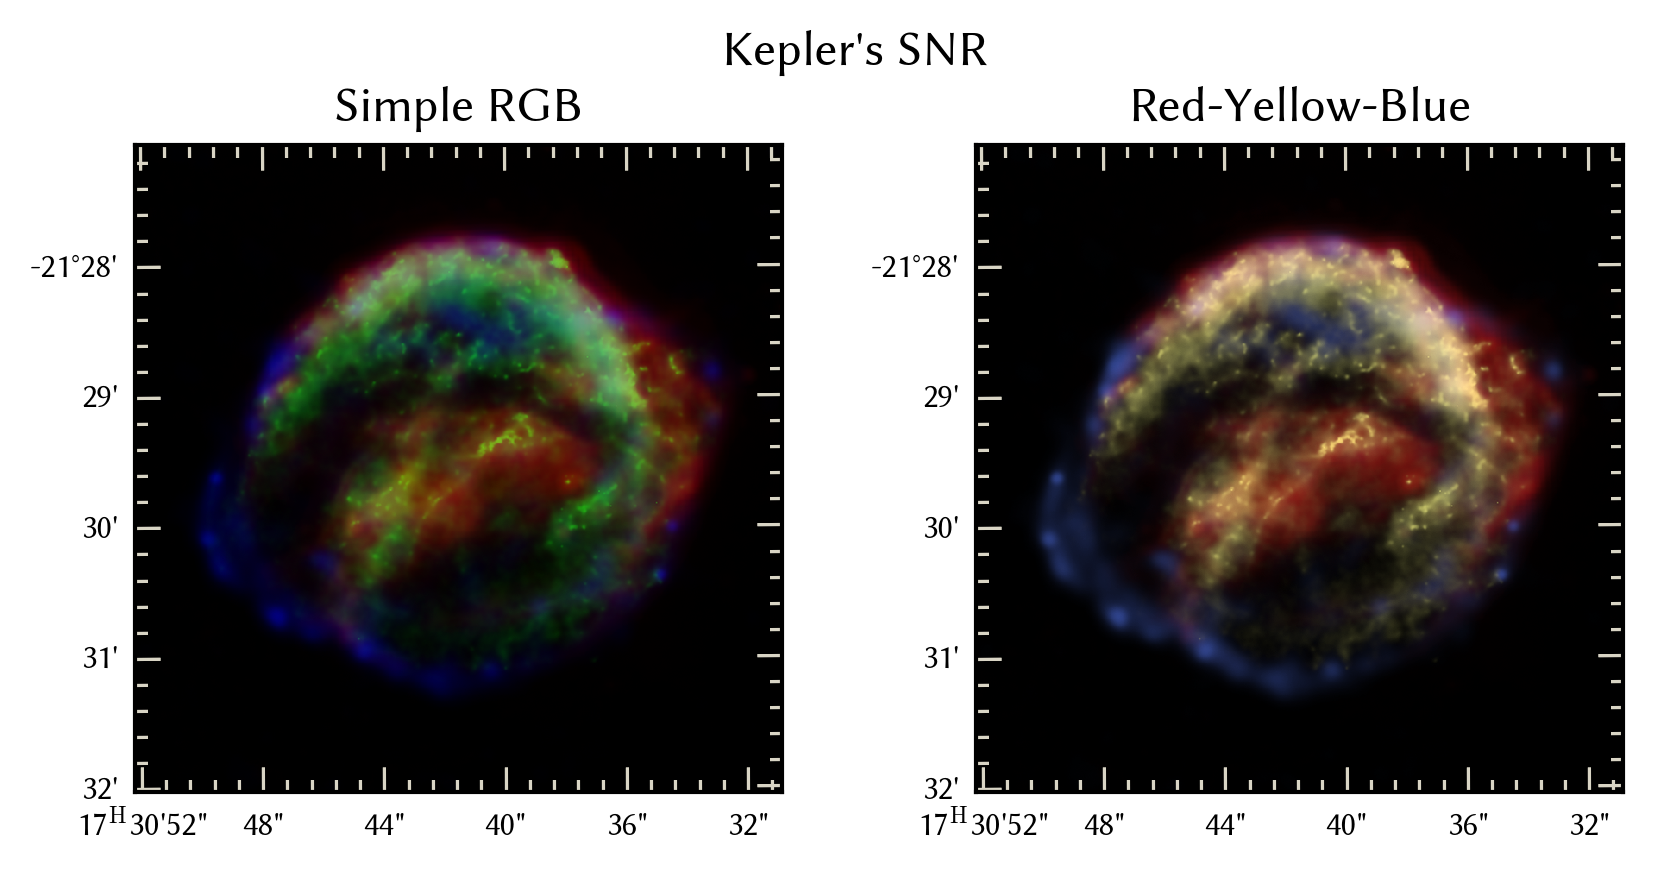 Kepler's SNR
Simple RGB
Red-Yellow-Blue
-21°28'
29'
30'
31'
32'
17H30'52" 48" 44" 40" 36" 32"
-21°28'
29'
30'
31'
32'
17H30'52" 48" 44" 40" 36" 32"